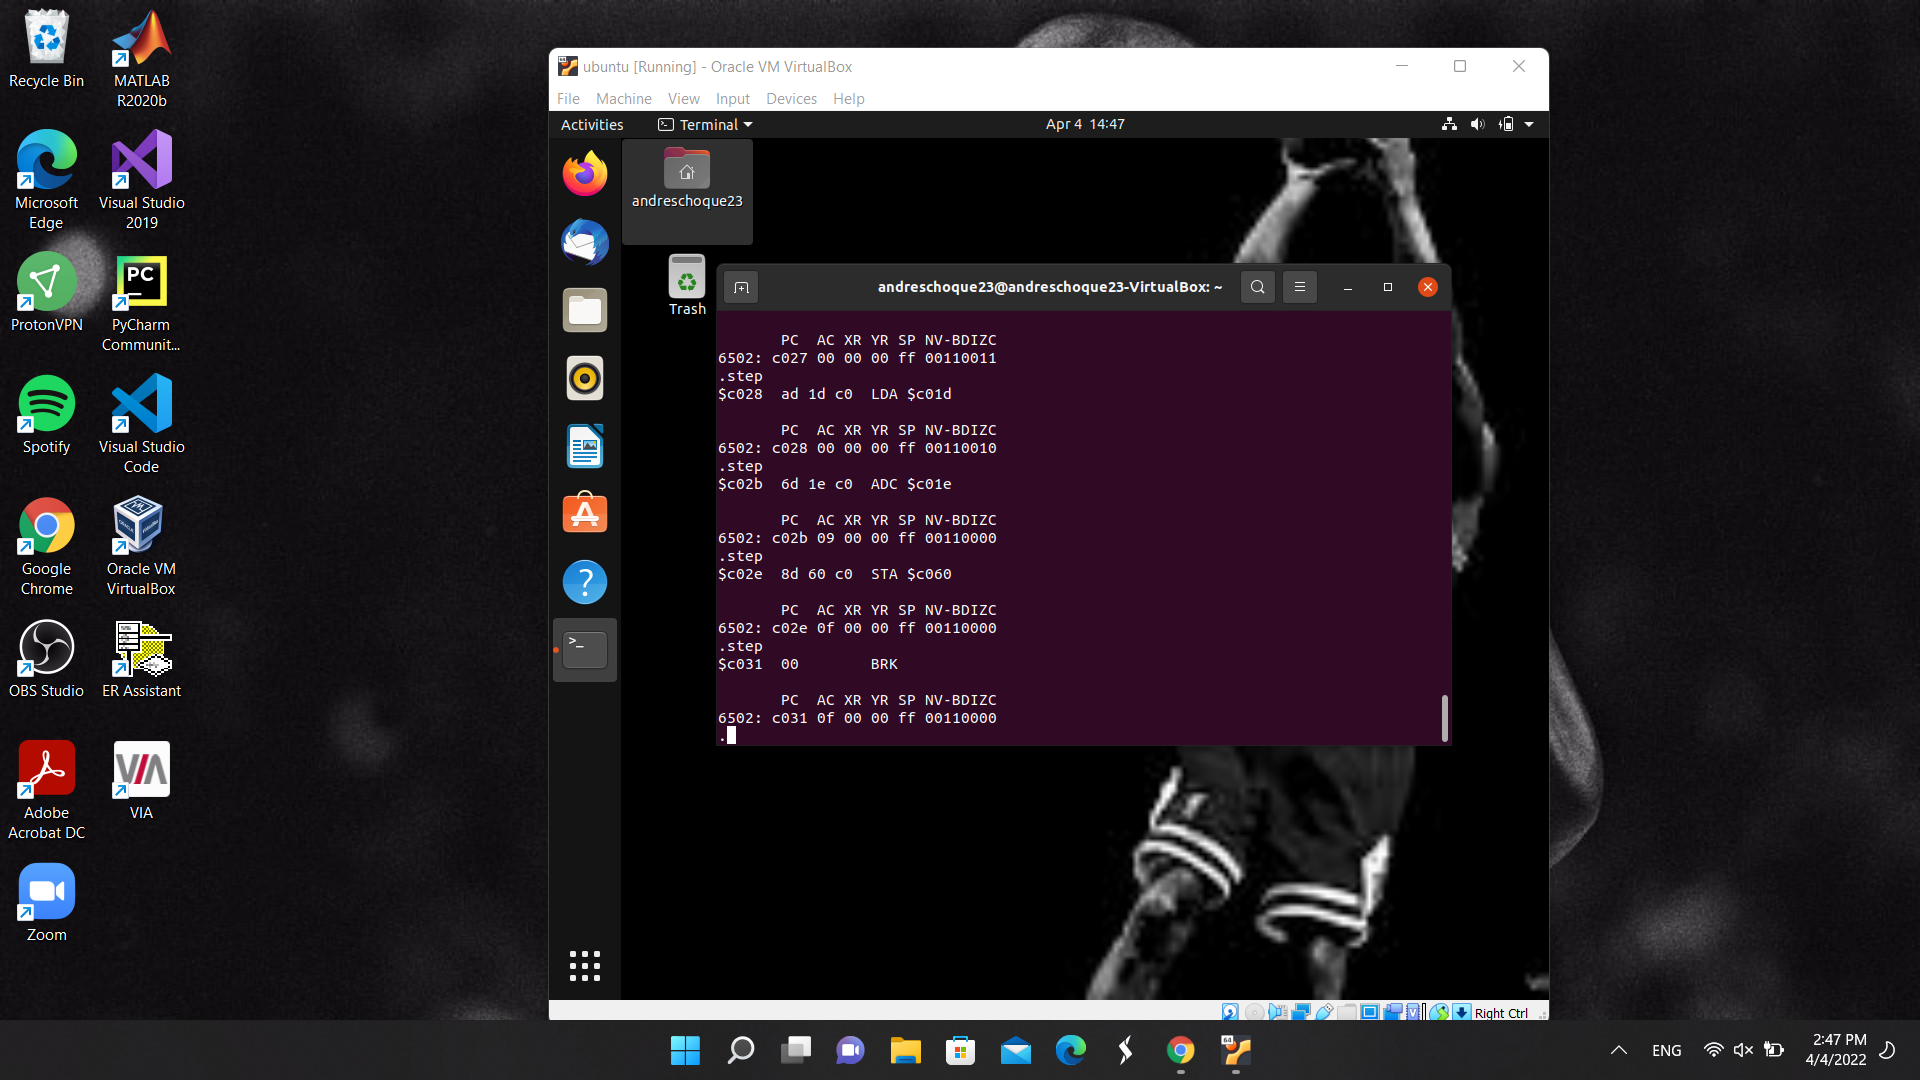 Recycle Bin
MATLAB
R2020b
Microsoft
Edge
Visual Studio
2019
ProtonVPN
PC
PyCharm
Communit...
Spotify
Visual Studio
Code
Google
Chrome
Oracle VM
VirtualBox
OBS Studio
ER Assistant
Adobe
Acrobat DC
VIA
VIA
Zoom
ubuntu [Running] - Oracle VM VirtualBox
File Machine View Input Devices Help
Activities Terminal Apr 4 14:47
andreschoque23
Trash
andreschoque23@andreschoque23-VirtualBox: ~
PC AC XR YR SP NV-BDIZC
6502: c027 00 00 00 ff 00110011
.step
$c028 ad 1d c0 LDA $c01d
PC AC XR YR SP NV-BDIZC
6502: c028 00 00 00 ff 00110010
.step
$c02b 6d 1e c0 ADC $c01e
PC AC XR YR SP NV-BDIZC
6502: c02b 09 00 00 ff 00110000
.step
$c02e 8d 60 c0 STA $c060
PC AC XR YR SP NV-BDIZC
6502: c02e 0f 00 00 ff 00110000
.step
$c031 00 BRK
PC AC XR YR SP NV-BDIZC
6502: c031 0f 00 00 ff 00110000
.
>_
?
Right Ctrl
64
ENG
2:47 PM
4/4/2022